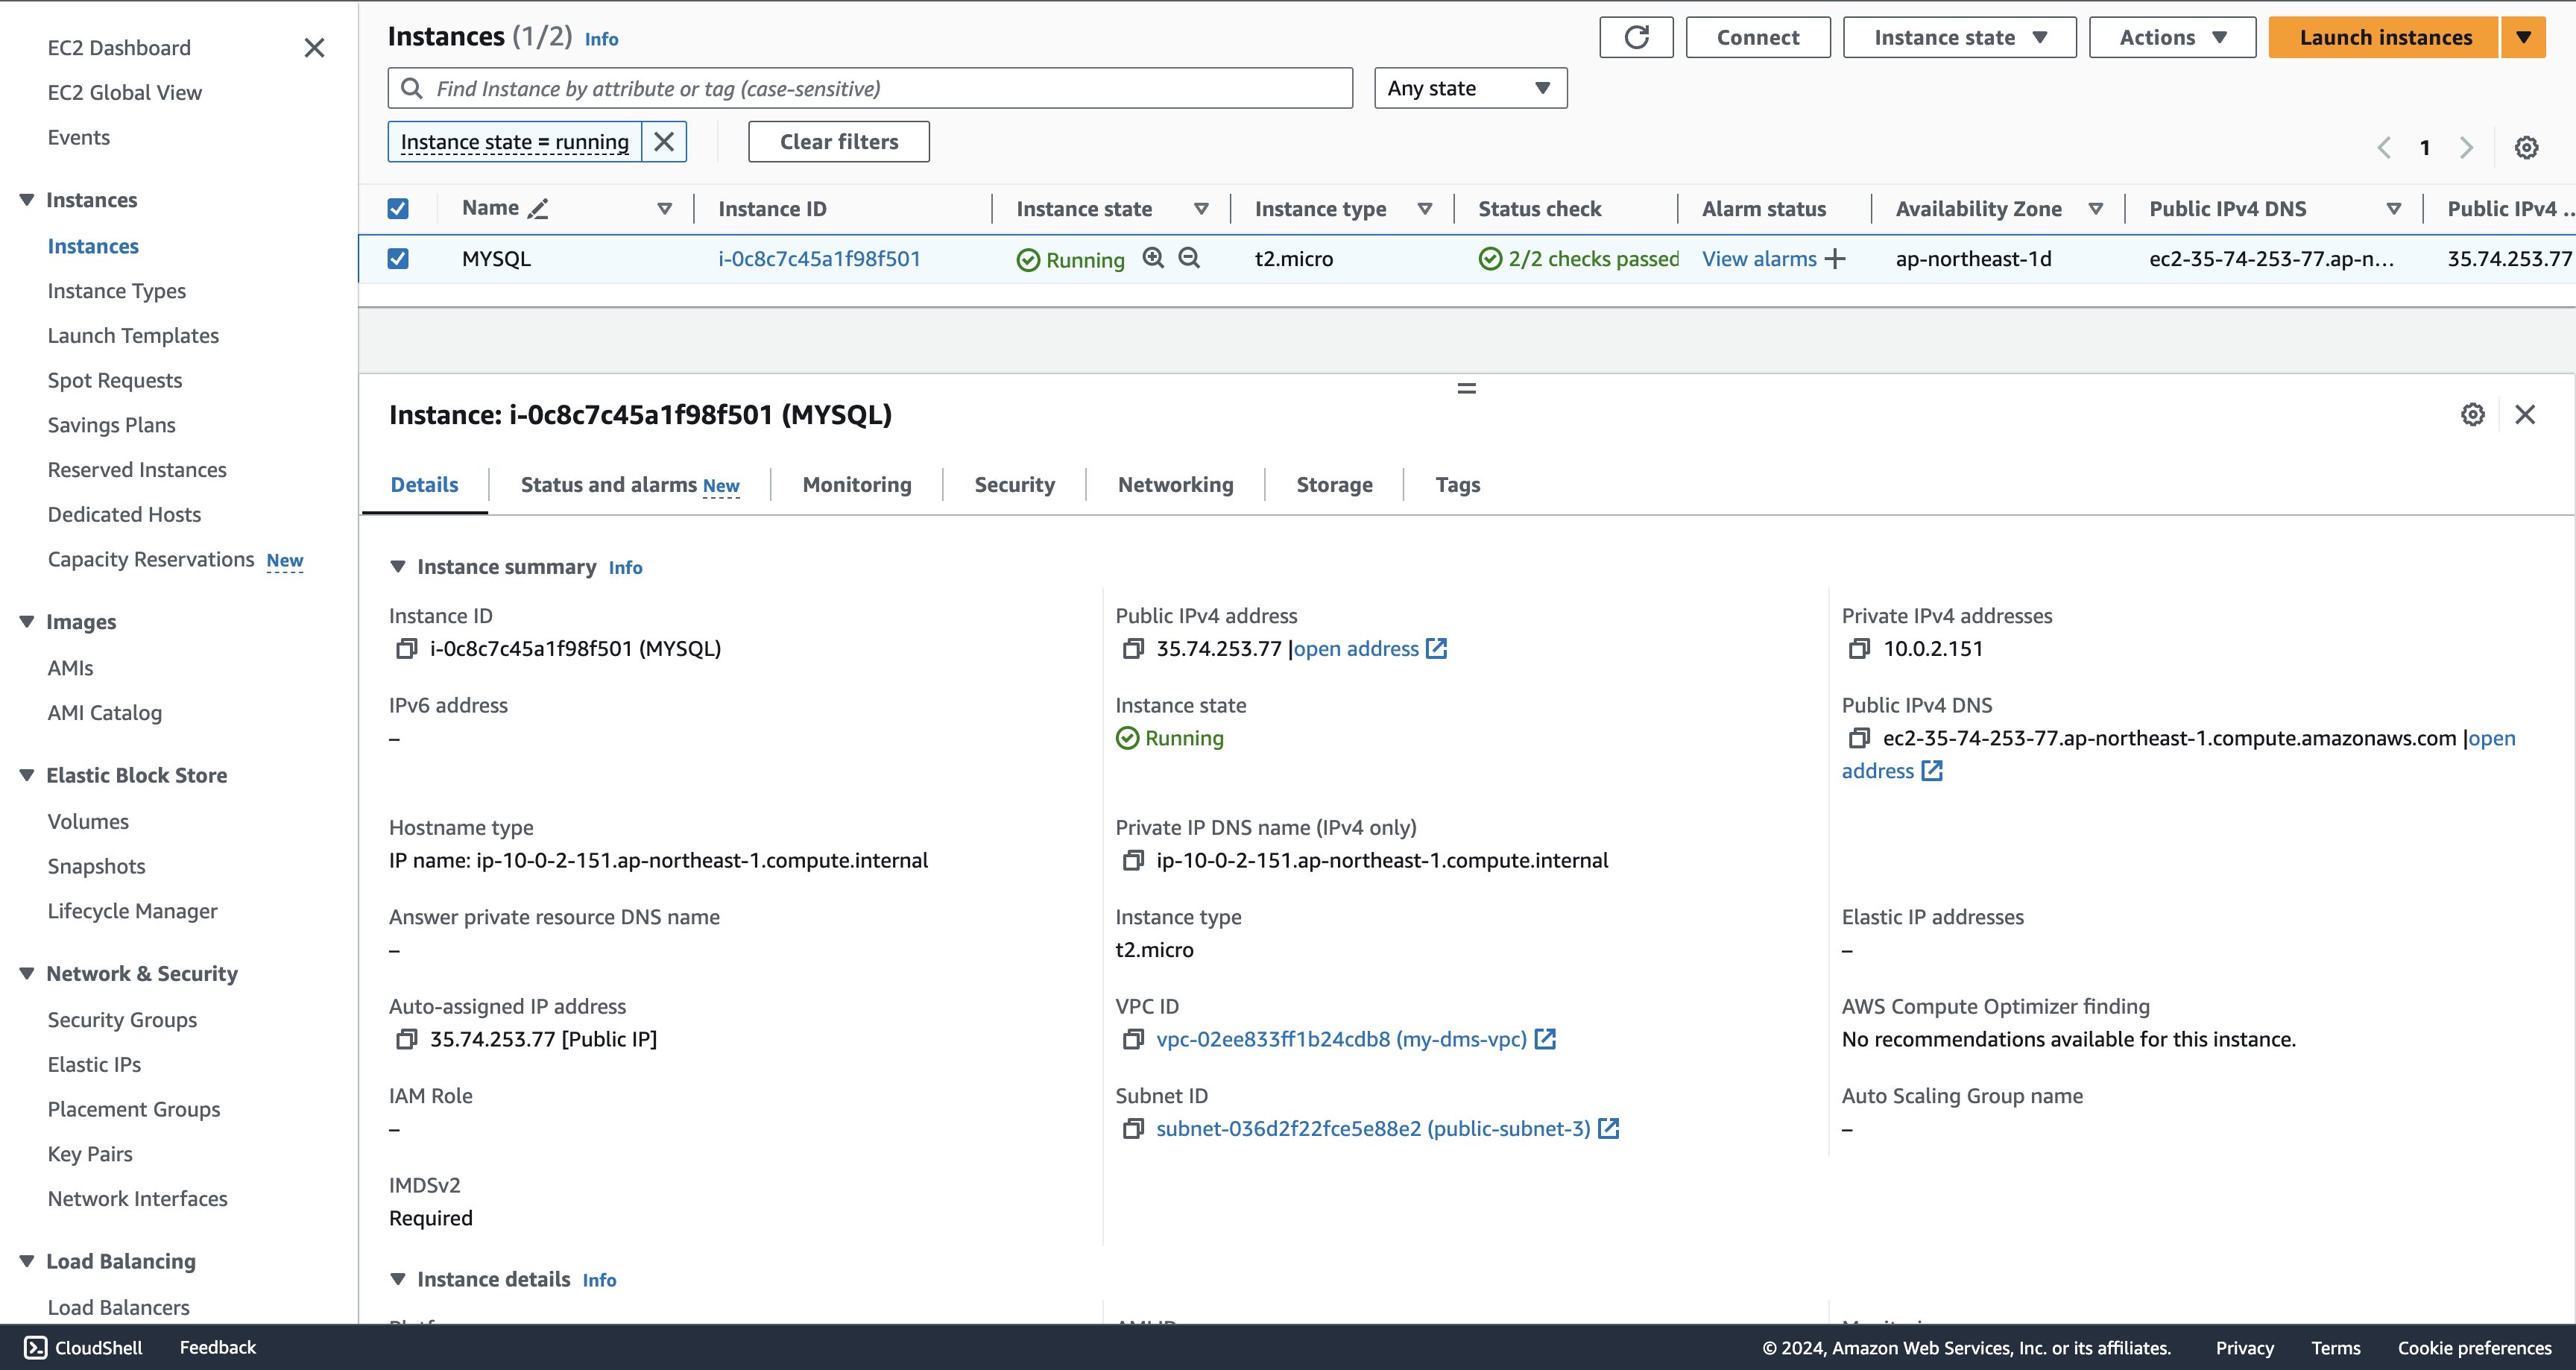 EC2 Dashboard
EC2 Global View
Events
Instances
Instances
Instance Types
Launch Templates
Spot Requests
Savings Plans
Reserved Instances
Dedicated Hosts
Capacity Reservations New
Images
AMIs
AMI Catalog
Elastic Block Store
Volumes
Snapshots
Lifecycle Manager
Network & Security
Security Groups
Elastic IPs
Placement Groups
Key Pairs
Network Interfaces
Load Balancing
Load Balancers
Instances (1/2) Info
Connect
Instance state
Actions
Launch instances
Find Instance by attribute or tag (case-sensitive)
Any state
Instance state = running
Clear filters
1
Name Instance ID Instance state Instance type Status check Alarm status Availability Zone Public IPv4 DNS Public IPv4 ...
MYSQL i-0c8c7c45a1f98f501 Running t2.micro 2/2 checks passed View alarms ap-northeast-1d ec2-35-74-253-77.ap-n... 35.74.253.77
Instance: i-0c8c7c45a1f98f501 (MYSQL)
Details Status and alarms New Monitoring Security Networking Storage Tags
Instance summary Info
Instance ID
i-0c8c7c45a1f98f501 (MYSQL)
Public IPv4 address
35.74.253.77 |open address
Private IPv4 addresses
10.0.2.151
IPv6 address
–
Instance state
Running
Public IPv4 DNS
ec2-35-74-253-77.ap-northeast-1.compute.amazonaws.com |open
address
Hostname type
IP name: ip-10-0-2-151.ap-northeast-1.compute.internal
Private IP DNS name (IPv4 only)
ip-10-0-2-151.ap-northeast-1.compute.internal
Answer private resource DNS name
–
Instance type
t2.micro
Elastic IP addresses
–
Auto-assigned IP address
35.74.253.77 [Public IP]
VPC ID
vpc-02ee833ff1b24cdb8 (my-dms-vpc)
AWS Compute Optimizer finding
No recommendations available for this instance.
IAM Role
–
Subnet ID
subnet-036d2f22fce5e88e2 (public-subnet-3)
Auto Scaling Group name
–
IMDSv2
Required
Instance details Info
CloudShell Feedback
© 2024, Amazon Web Services, Inc. or its affiliates. Privacy Terms Cookie preferences